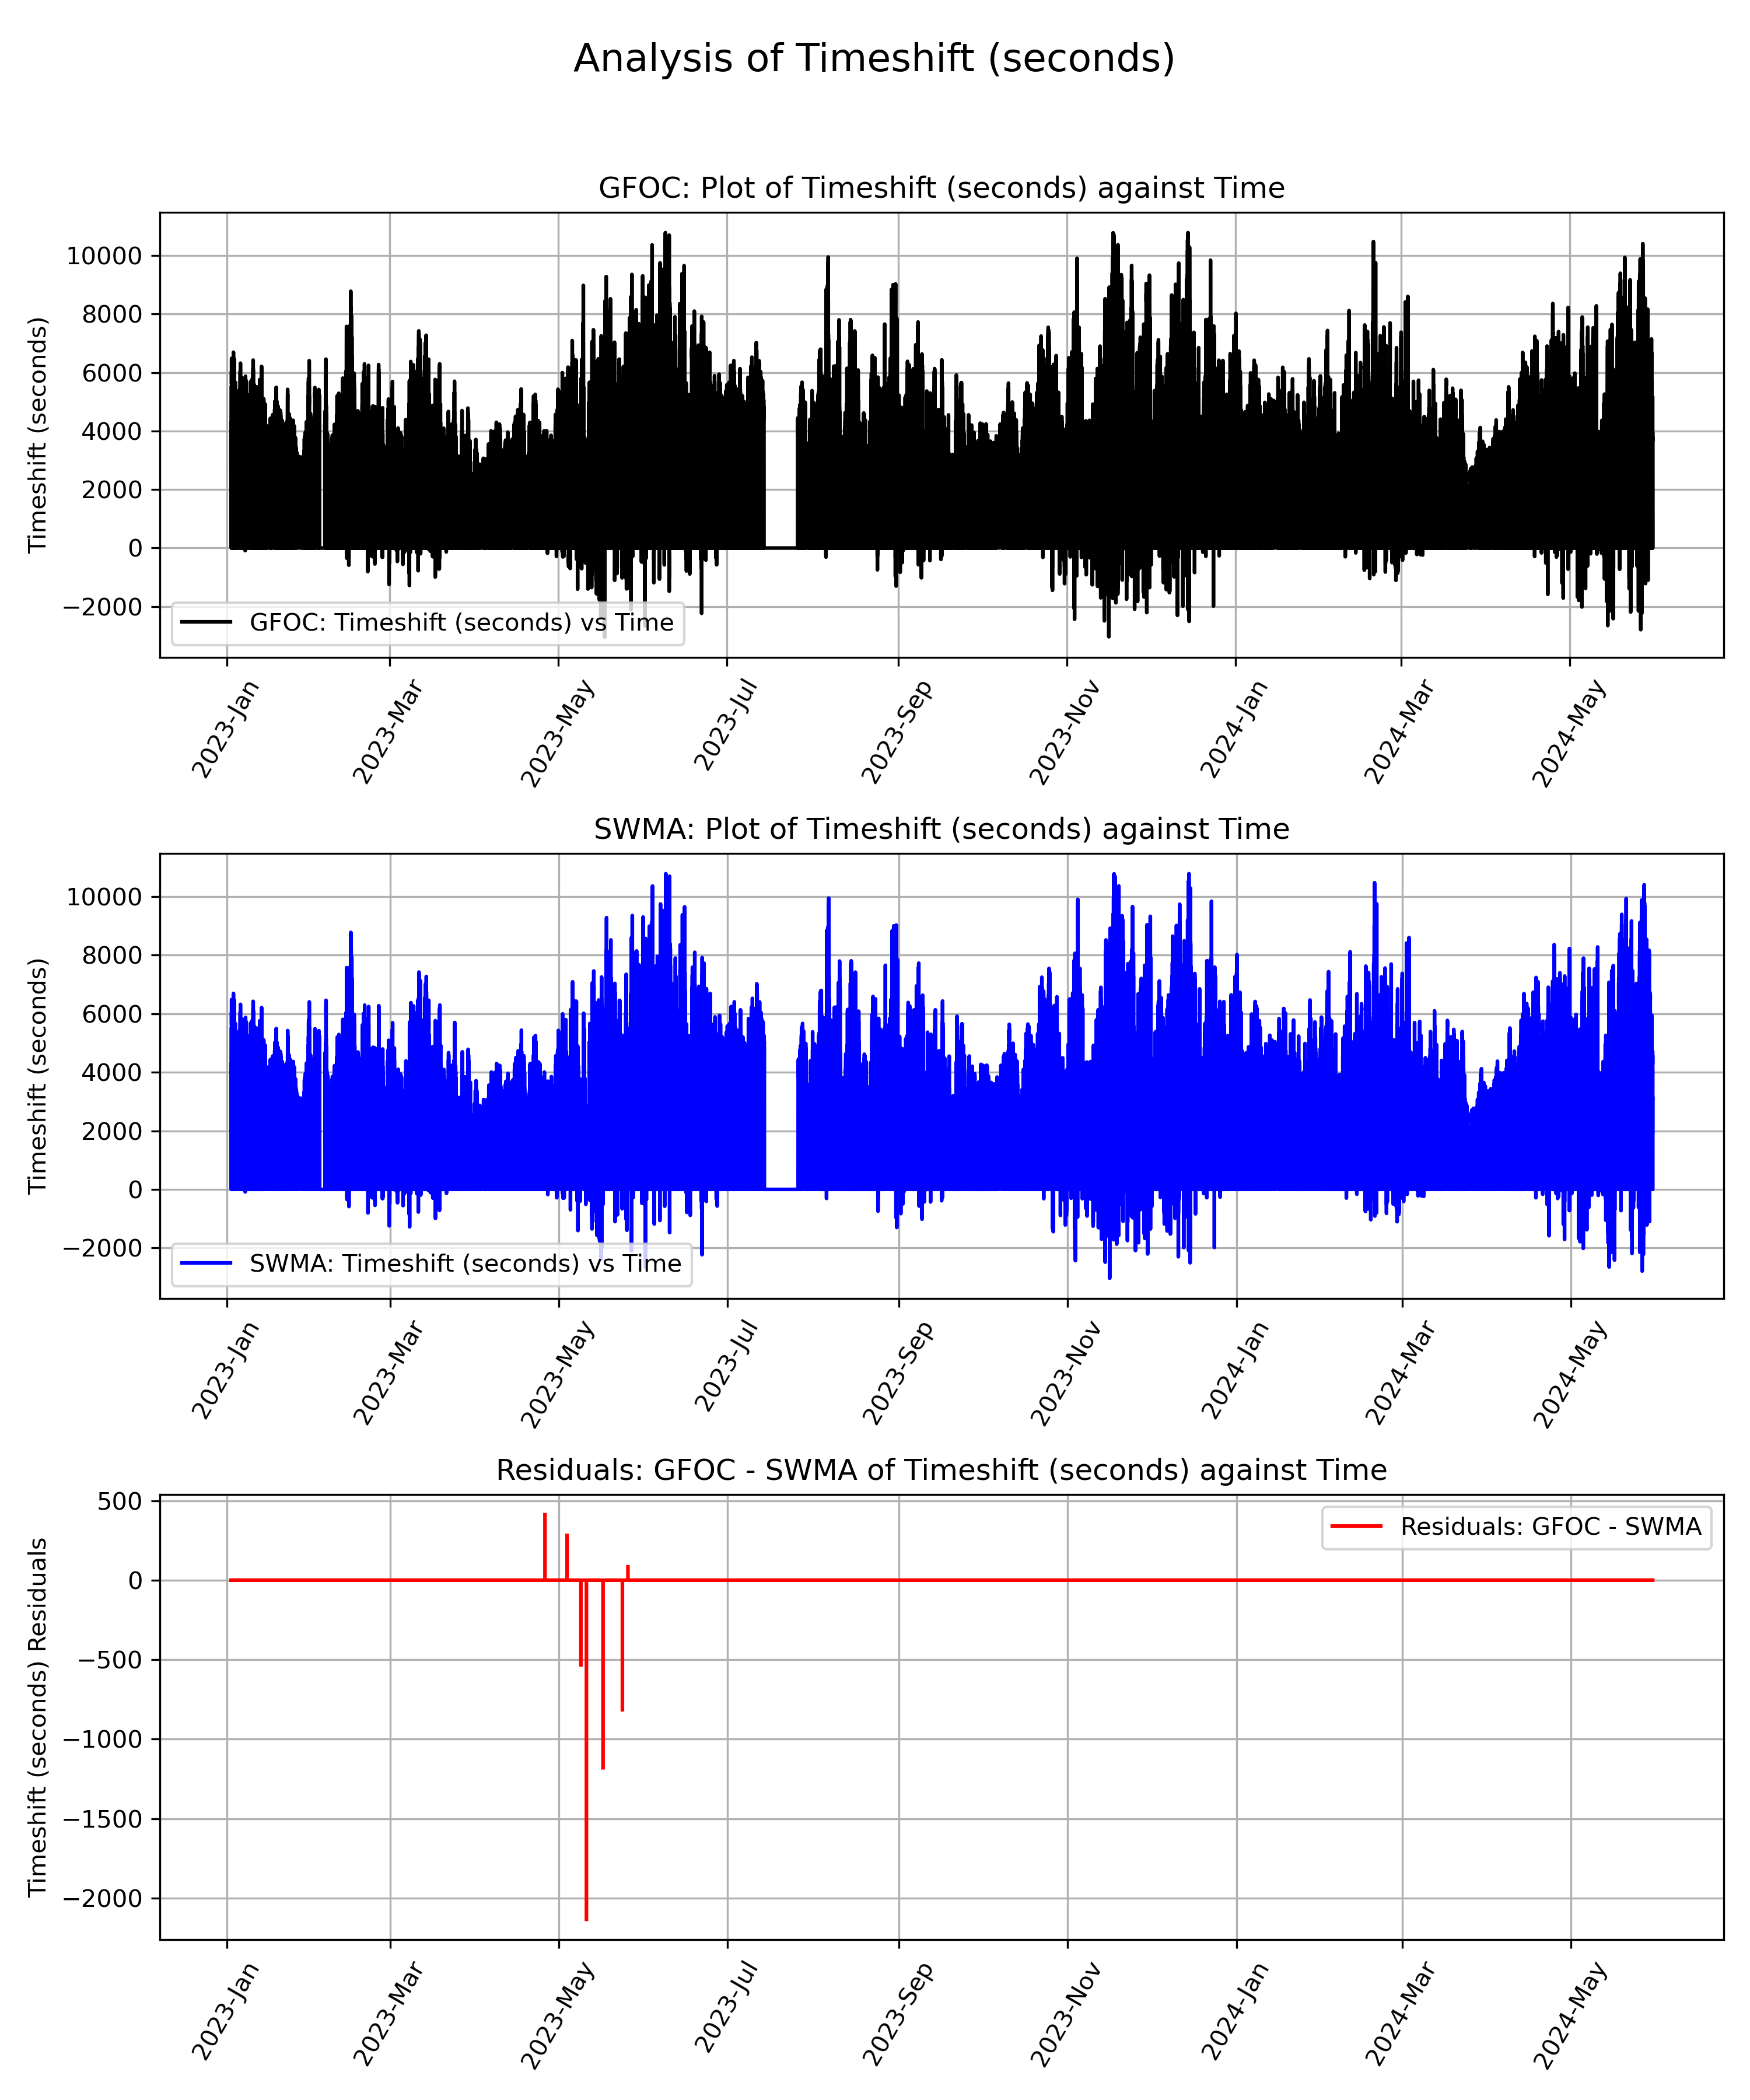 Analysis of Timeshift (seconds)
GFOC: Plot of Timeshift (seconds) against Time
Timeshift (seconds)
10000
8000
6000
4000
2000
0
−2000
GFOC: Timeshift (seconds) vs Time
2023-Jan
2023-Mar
2023-May
2023-Jul
2023-Sep
2023-Nov
2024-Jan
2024-Mar
2024-May
SWMA: Plot of Timeshift (seconds) against Time
Timeshift (seconds)
10000
8000
6000
4000
2000
0
−2000
SWMA: Timeshift (seconds) vs Time
2023-Jan
2023-Mar
2023-May
2023-Jul
2023-Sep
2023-Nov
2024-Jan
2024-Mar
2024-May
Residuals: GFOC - SWMA of Timeshift (seconds) against Time
Timeshift (seconds) Residuals
500
0
−500
−1000
−1500
−2000
Residuals: GFOC - SWMA
2023-Jan
2023-Mar
2023-May
2023-Jul
2023-Sep
2023-Nov
2024-Jan
2024-Mar
2024-May